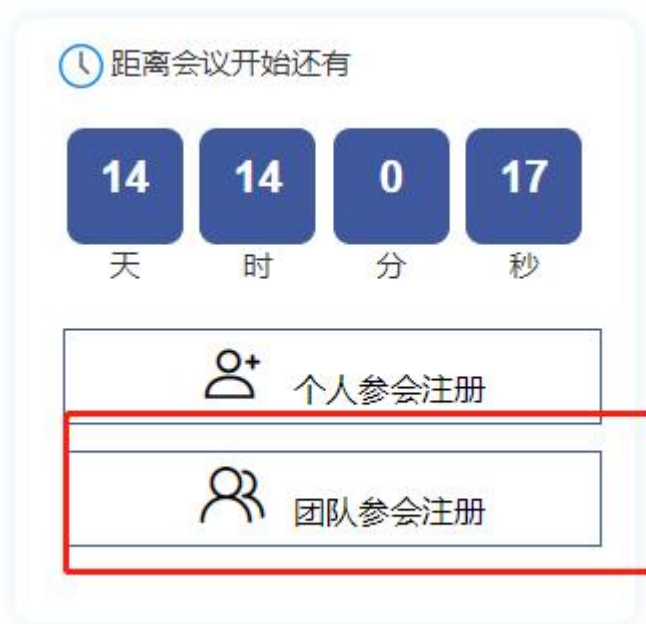 距离会议开始还有
14 14 0 17
天 时 分 秒
个人参会注册
团队参会注册